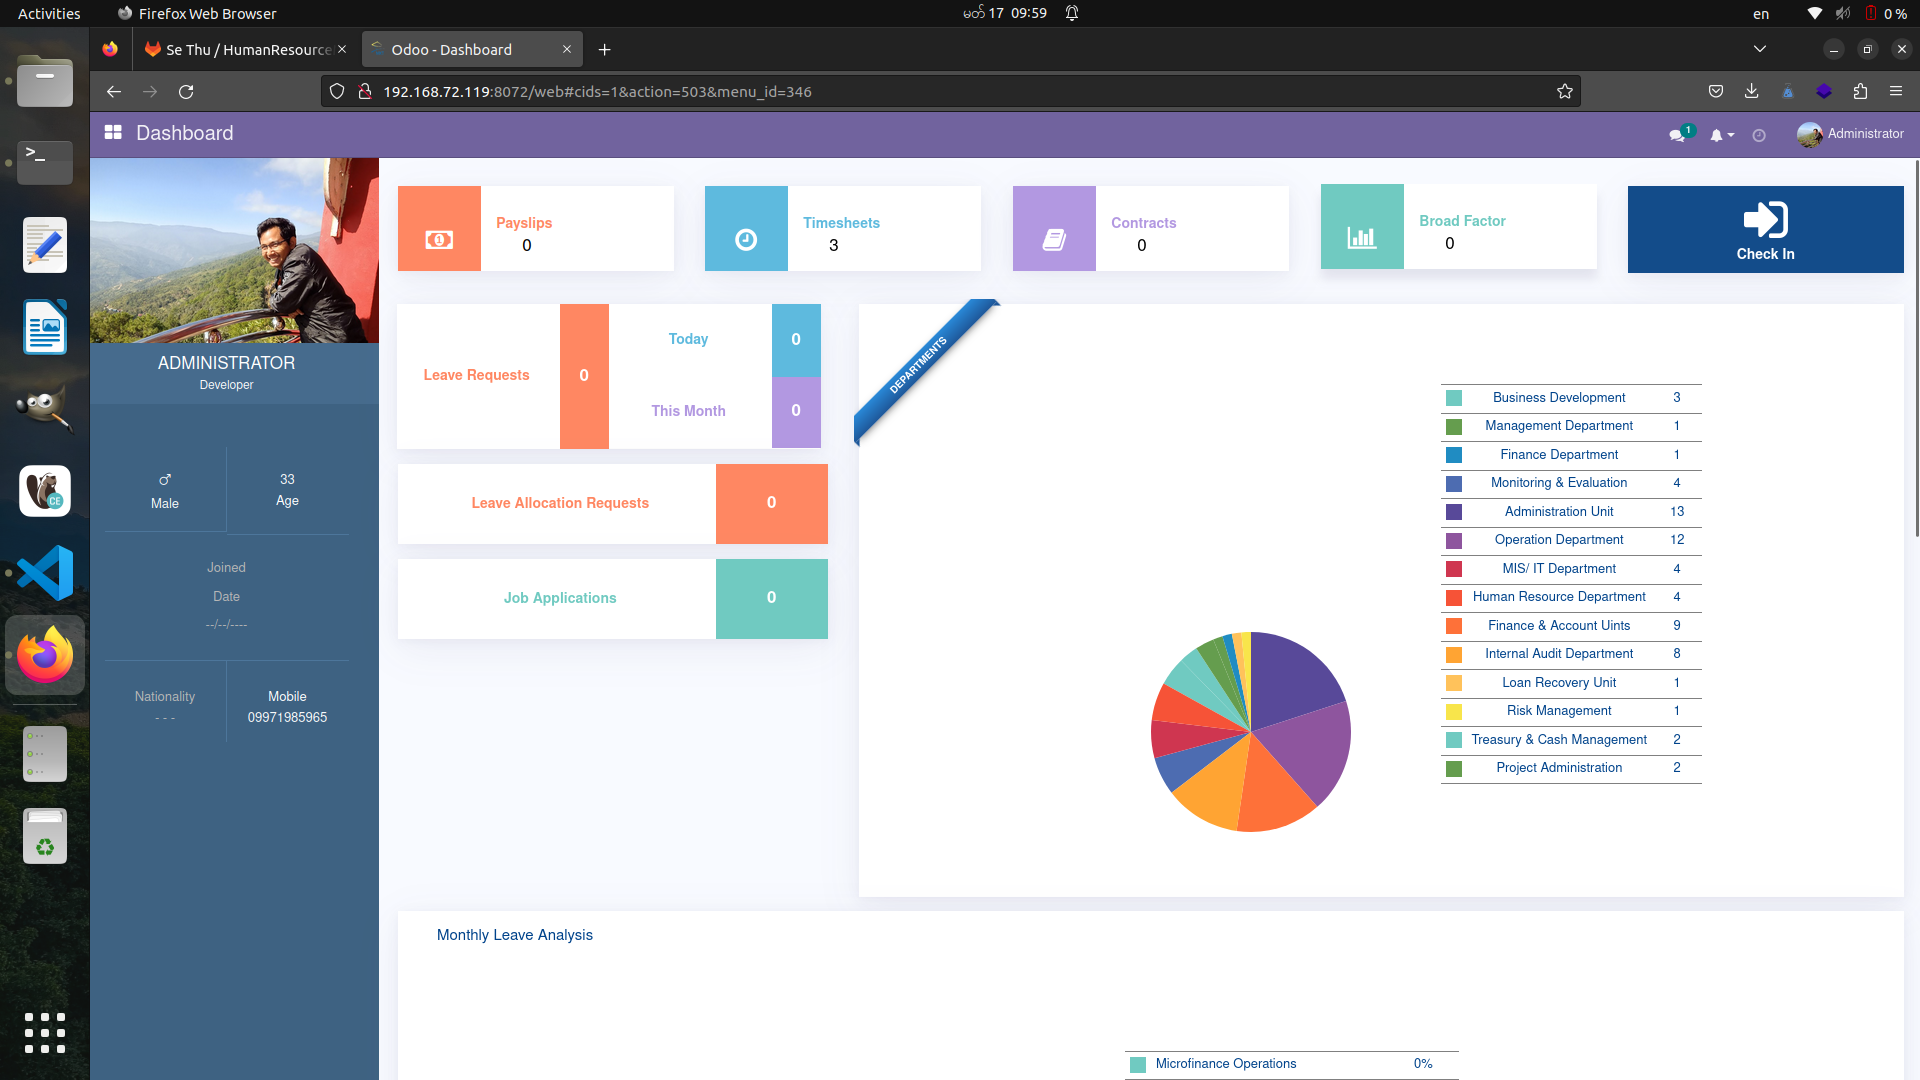 Activities
Firefox Web Browser
မတ် 17 09:59
en
0 %
Se Thu / HumanResource
Odoo - Dashboard
192.168.72.119:8072/web#cids=1&action=503&menu_id=346
Dashboard
1
Administrator
Payslips
0
Timesheets
3
Contracts
0
Broad Factor
0
Check In
ADMINISTRATOR
Developer
Male
33
Age
Joined
Date
--/--/----
Nationality
- - -
Mobile
09971985965
Leave Requests
0
Today
0
This Month
0
Leave Allocation Requests
0
Job Applications
0
DEPARTMENTS
Business Development 3
Management Department 1
Finance Department 1
Monitoring & Evaluation 4
Administration Unit 13
Operation Department 12
MIS/ IT Department 4
Human Resource Department 4
Finance & Account Uints 9
Internal Audit Department 8
Loan Recovery Unit 1
Risk Management 1
Treasury & Cash Management 2
Project Administration 2
Monthly Leave Analysis
Microfinance Operations 0%